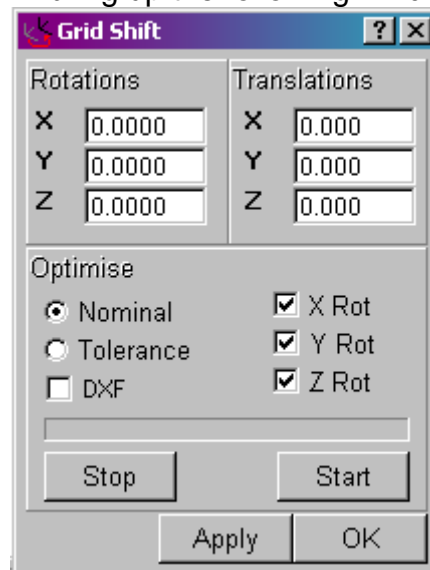 Grid Shift ? ×
Rotations Translations
X 0.0000 X 0.000
Y 0.0000 Y 0.000
Z 0.0000 Z 0.000
Optimise
Nominal X Rot
Tolerance Y Rot
DXF Z Rot
Stop Start
Apply OK